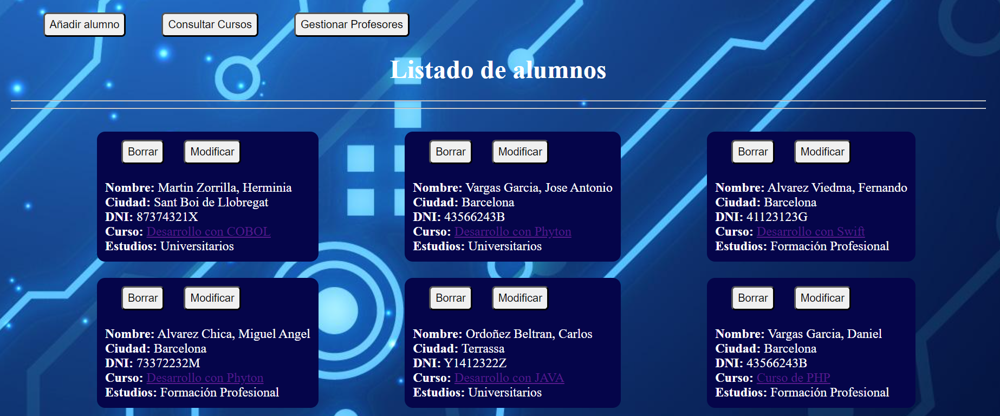 Añadir alumno
Consultar Cursos
Gestionar Profesores
Listado de alumnos
Borrar
Modificar
Nombre: Martin Zorrilla, Herminia
Ciudad: Sant Boi de Llobregat
DNI: 87374321X
Curso: Desarrollo con COBOL
Estudios: Universitarios
Borrar
Modificar
Nombre: Vargas Garcia, Jose Antonio
Ciudad: Barcelona
DNI: 43566243B
Curso: Desarrollo con Phyton
Estudios: Universitarios
Borrar
Modificar
Nombre: Alvarez Viedma, Fernando
Ciudad: Barcelona
DNI: 41123123G
Curso: Desarrollo con Swift
Estudios: Formación Profesional
Borrar
Modificar
Nombre: Alvarez Chica, Miguel Angel
Ciudad: Barcelona
DNI: 73372232M
Curso: Desarrollo con Phyton
Estudios: Formación Profesional
Borrar
Modificar
Nombre: Ordoñez Beltran, Carlos
Ciudad: Terrassa
DNI: Y1412322Z
Curso: Desarrollo con JAVA
Estudios: Universitarios
Borrar
Modificar
Nombre: Vargas Garcia, Daniel
Ciudad: Barcelona
DNI: 43566243B
Curso: Curso de PHP
Estudios: Formación Profesional